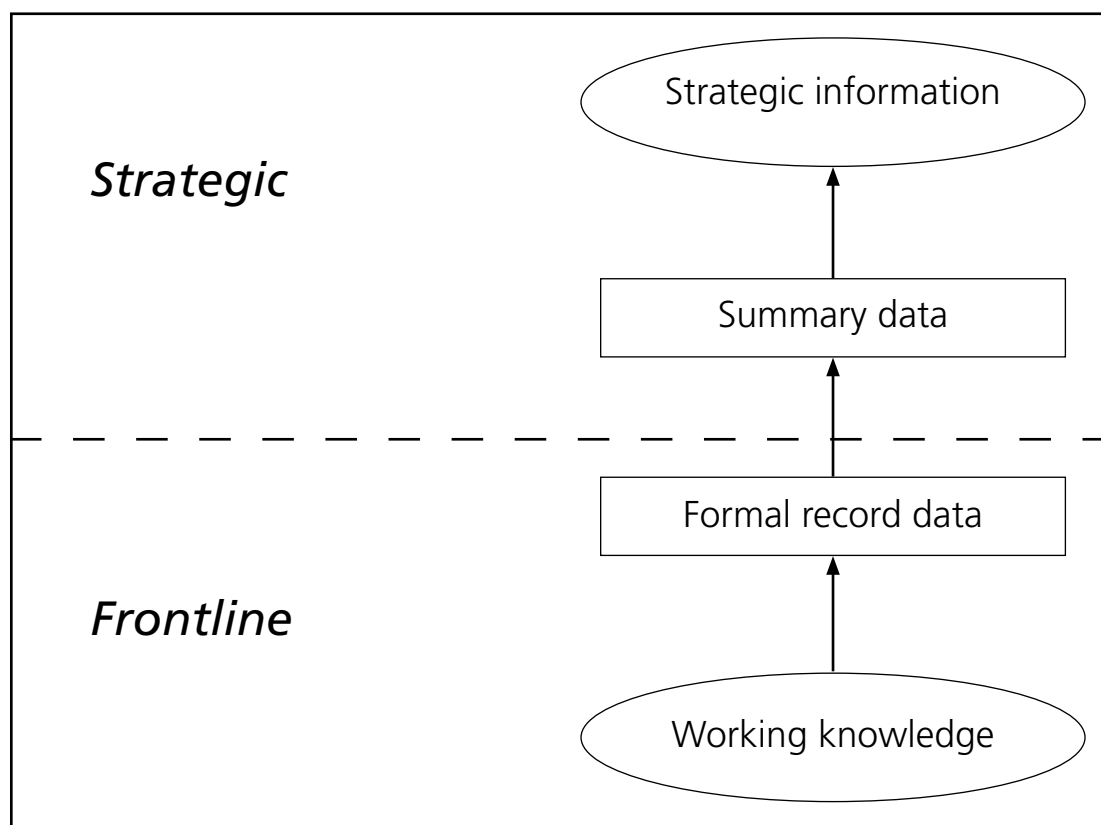 Strategic information
Strategic
Summary data
Formal record data
Frontline
Working knowledge